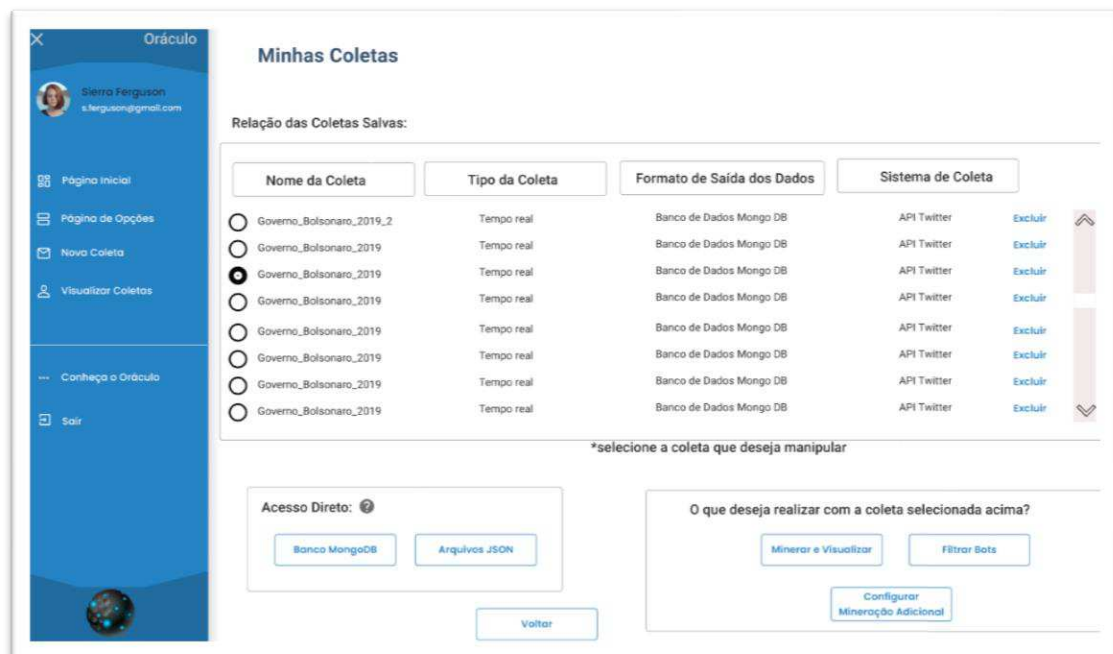 Oráculo
Sierra Ferguson
s.ferguson@gmail.com
Página Inicial
Página de Opções
Nova Coleta
Visualizar Coletas
Conheça o Oráculo
Sair
Minhas Coletas
Relação das Coletas Salvas:
Nome da Coleta Tipo da Coleta Formato de Saída dos Dados Sistema de Coleta
Governo_Bolsonaro_2019_2 Tempo real Banco de Dados Mongo DB API Twitter Excluir
Governo_Bolsonaro_2019 Tempo real Banco de Dados Mongo DB API Twitter Excluir
Governo_Bolsonaro_2019 Tempo real Banco de Dados Mongo DB API Twitter Excluir
Governo_Bolsonaro_2019 Tempo real Banco de Dados Mongo DB API Twitter Excluir
Governo_Bolsonaro_2019 Tempo real Banco de Dados Mongo DB API Twitter Excluir
Governo_Bolsonaro_2019 Tempo real Banco de Dados Mongo DB API Twitter Excluir
Governo_Bolsonaro_2019 Tempo real Banco de Dados Mongo DB API Twitter Excluir
Governo_Bolsonaro_2019 Tempo real Banco de Dados Mongo DB API Twitter Excluir
*selecione a coleta que deseja manipular
Acesso Direto: ?
Banco MongoDB Arquivos JSON
O que deseja realizar com a coleta selecionada acima?
Minerar e Visualizar Filtrar Bots
Configurar
Mineração Adicional
Voltar